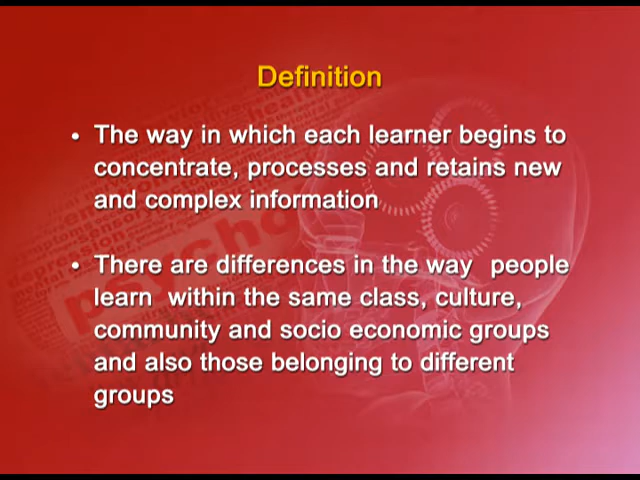 Definition
• The way in which each learner begins to
concentrate, processes and retains new
and complex information
• There are differences in the way people
learn within the same class, culture,
community and socio economic groups
and also those belonging to different
groups
psycho